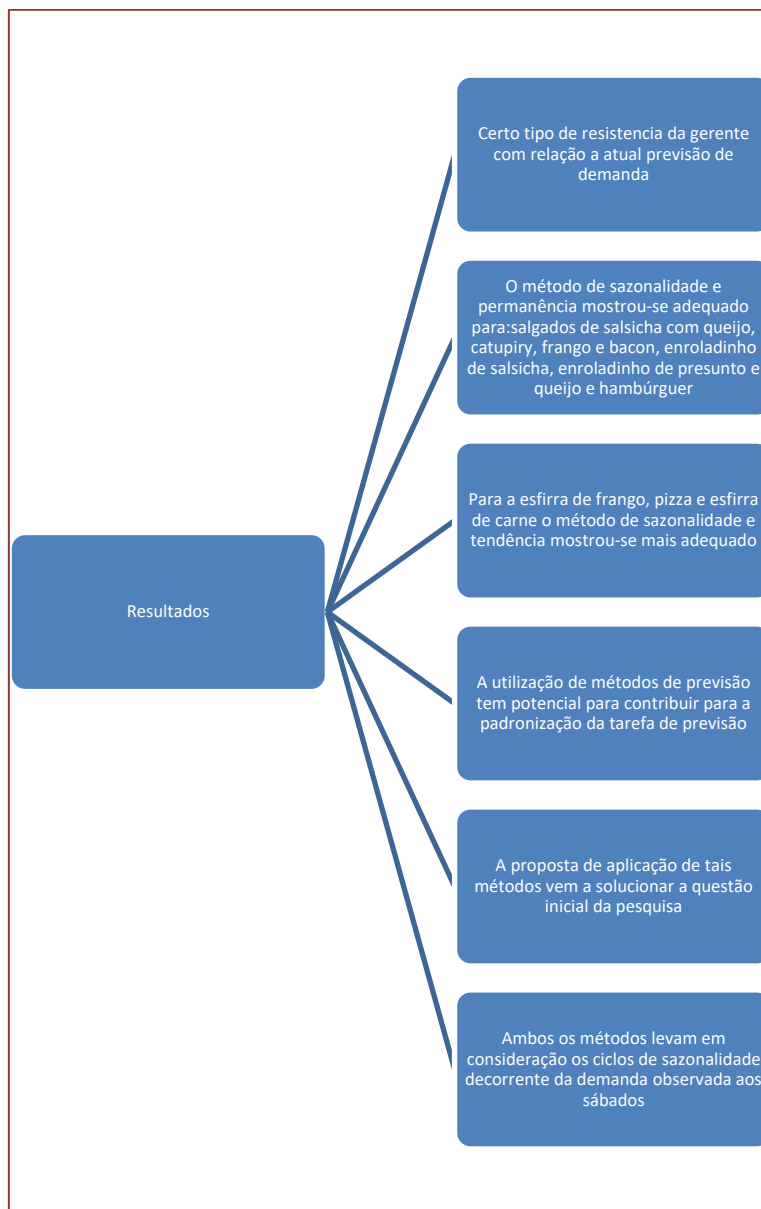 Certo tipo de resistencia da gerente
com relação a atual previsão de
demanda
O método de sazonalidade e
permanência mostrou-se adequado
para:salgados de salsicha com queijo,
catupiry, frango e bacon, enroladinho
de salsicha, enroladinho de presunto e
queijo e hambúrguer
Para a esfirra de frango, pizza e esfirra
de carne o método de sazonalidade e
tendência mostrou-se mais adequado
Resultados
A utilização de métodos de previsão
tem potencial para contribuir para a
padronização da tarefa de previsão
A proposta de aplicação de tais
métodos vem a solucionar a questão
inicial da pesquisa
Ambos os métodos levam em
consideração os ciclos de sazonalidade
decorrente da demanda observada aos
sábados